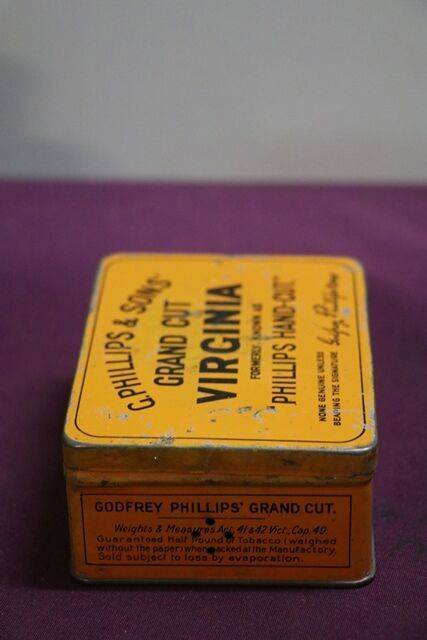 G. PHILLIPS & SONS'
GRAND CUT
VIRGINIA
FORMERLY KNOWN AS
PHILLIPS HAND-CUT."
NONE GENUINE UNLESS
BEARING THE SIGNATURE
Godfrey Phillips
GODFREY PHILLIPS' GRAND CUT.
Weights & Measures Act, 41 & 42 Vict., Cap. 49.
Guaranteed Half Pound of Tobacco (weighed
without the paper) when packed at the Manufactory.
Sold subject to loss by evaporation.